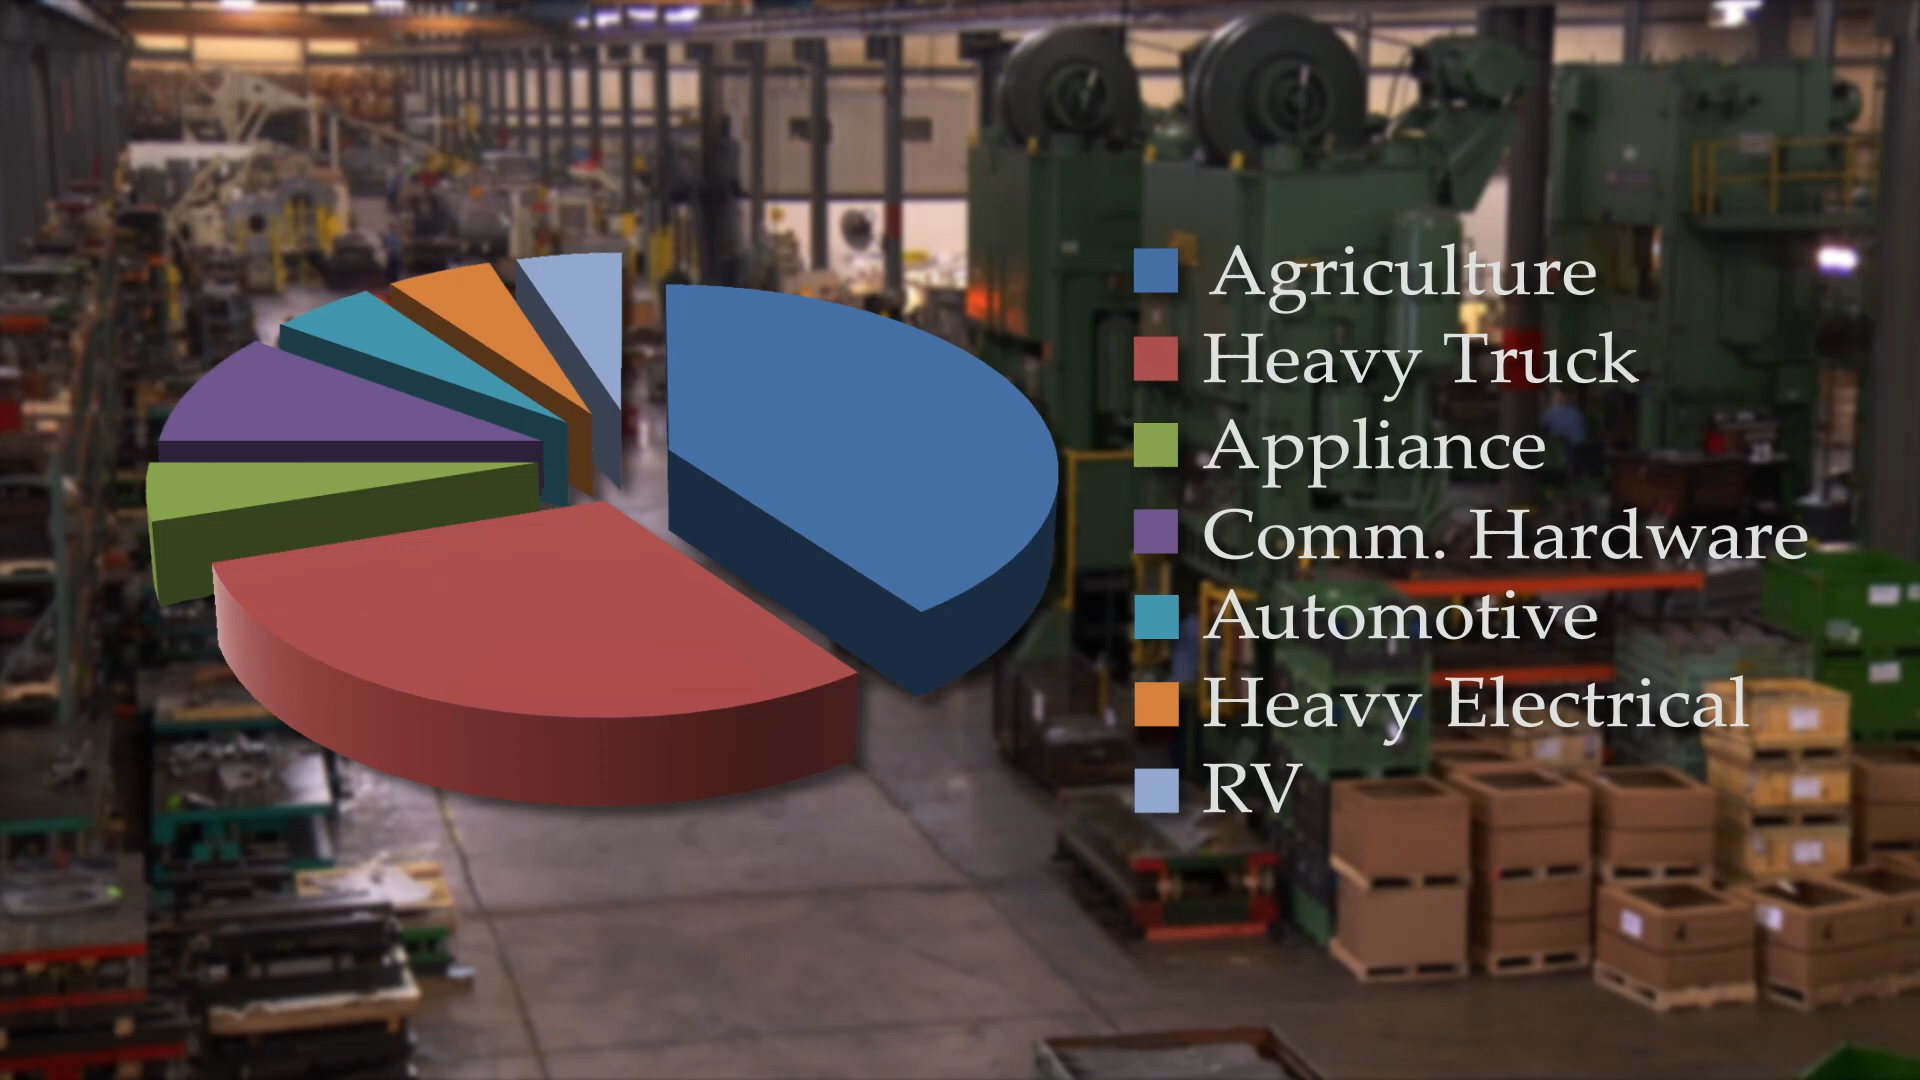 Agriculture
Heavy Truck
Appliance
Comm. Hardware
Automotive
Heavy Electrical
RV